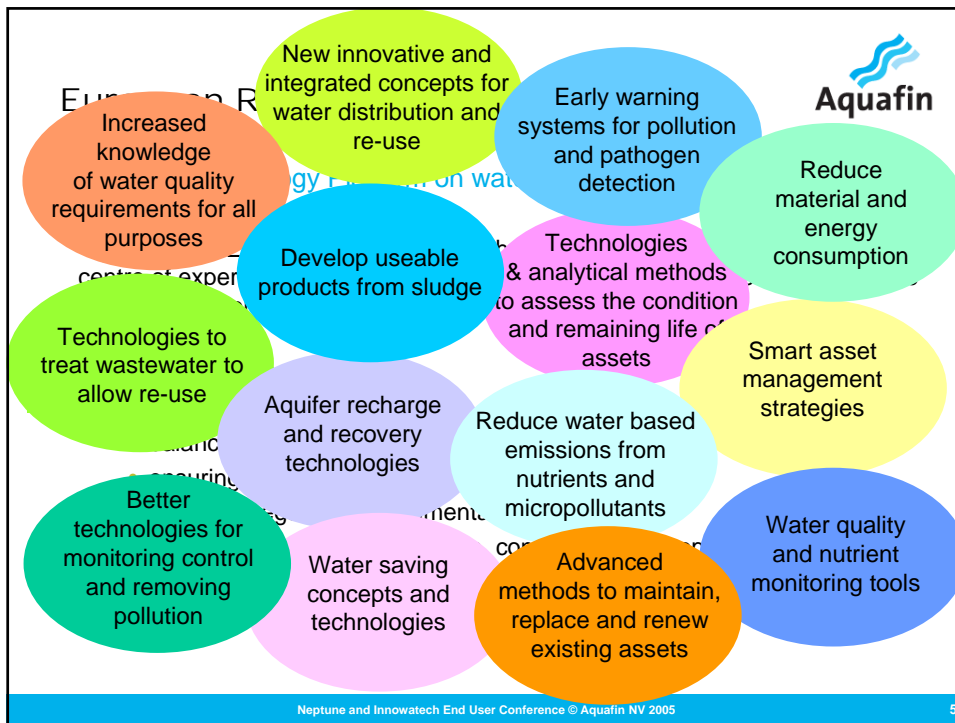 New innovative and
integrated concepts for
water distribution and
re-use
Aquafin
Early warning
systems for pollution
and pathogen
detection
Increased
knowledge
of water quality
requirements for all
purposes
Reduce
material and
energy
consumption
on
Develop useable
products from sludge
Technologies
& analytical methods
to assess the condition
and remaining life of
assets
Technologies to
treat wastewater to
allow re-use
Smart asset
management
strategies
Aquifer recharge
and recovery
technologies
Reduce water based
emissions from
nutrients and
micropollutants
Better
technologies for
monitoring control
and removing
pollution
Water saving
concepts and
technologies
Advanced
methods to maintain,
replace and renew
existing assets
Water quality
and nutrient
monitoring tools
Neptune and Innowatech End User Conference © Aquafin NV 2005 5